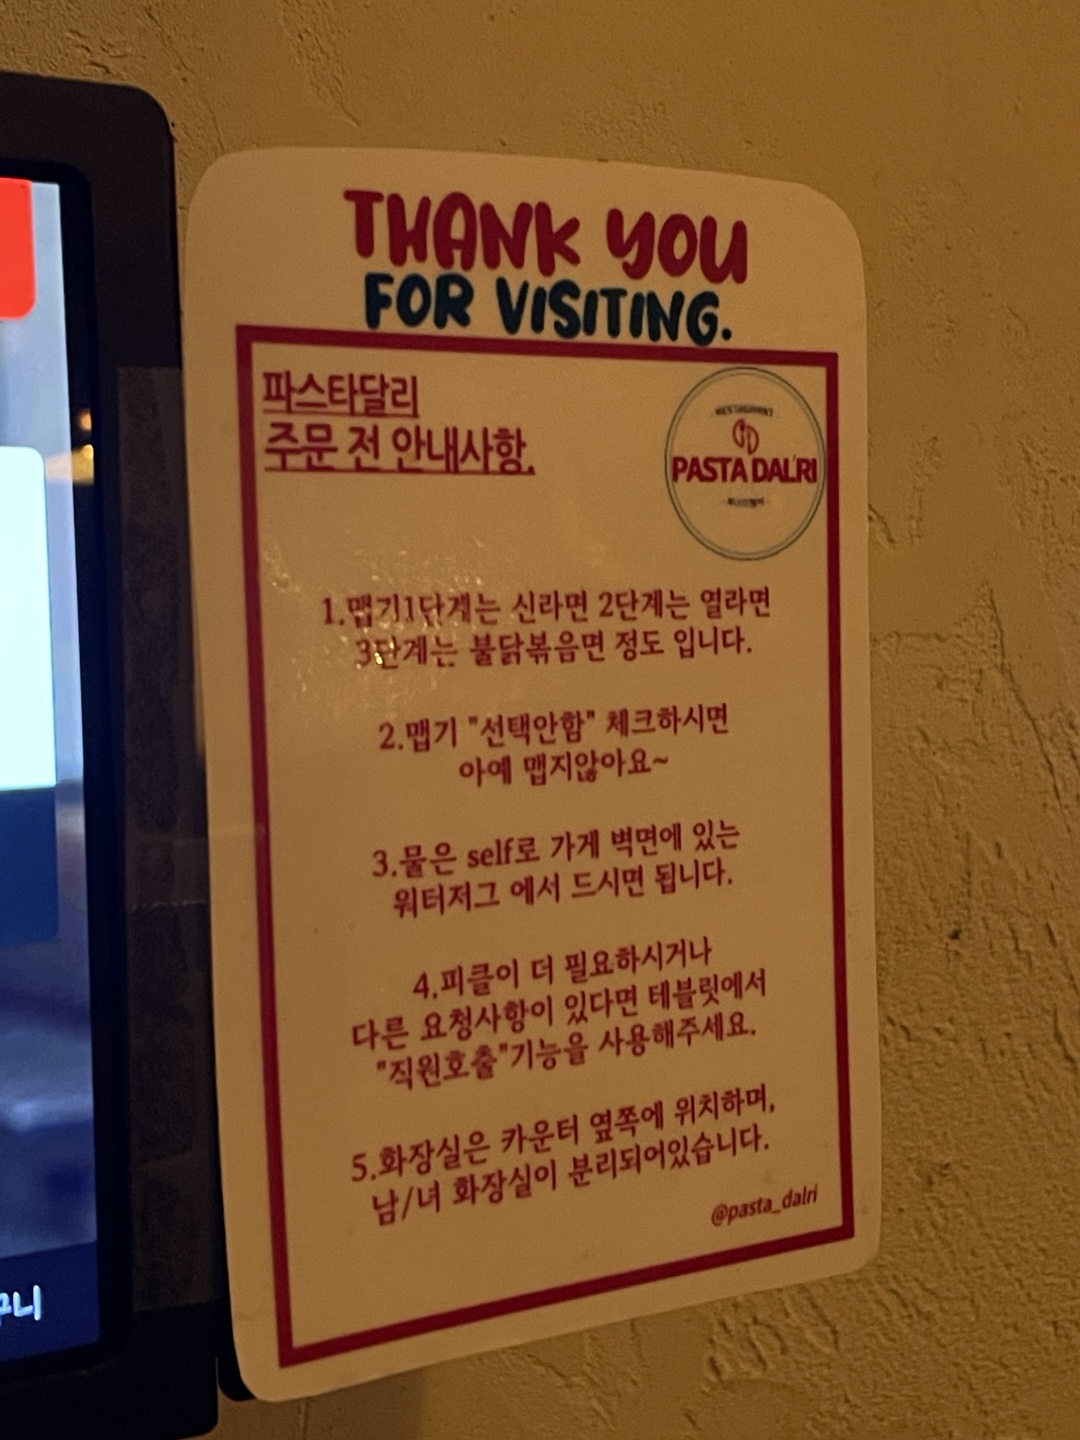 THANK YOU
FOR VISITING.
파스타달리
주문 전 안내사항.
RESTAURANT
PASTA DAL'RI
1.맵기1단계는 신라면 2단계는 열라면
3단계는 불닭볶음면 정도 입니다.
2.맵기 "선택안함" 체크하시면
아예 맵지않아요~
3.물은 self로 가게 벽면에 있는
워터저그 에서 드시면 됩니다.
4.피클이 더 필요하시거나
다른 요청사항이 있다면 테블릿에서
"직원호출"기능을 사용해주세요.
5.화장실은 카운터 옆쪽에 위치하며,
남/녀 화장실이 분리되어있습니다.
@pasta_dalri